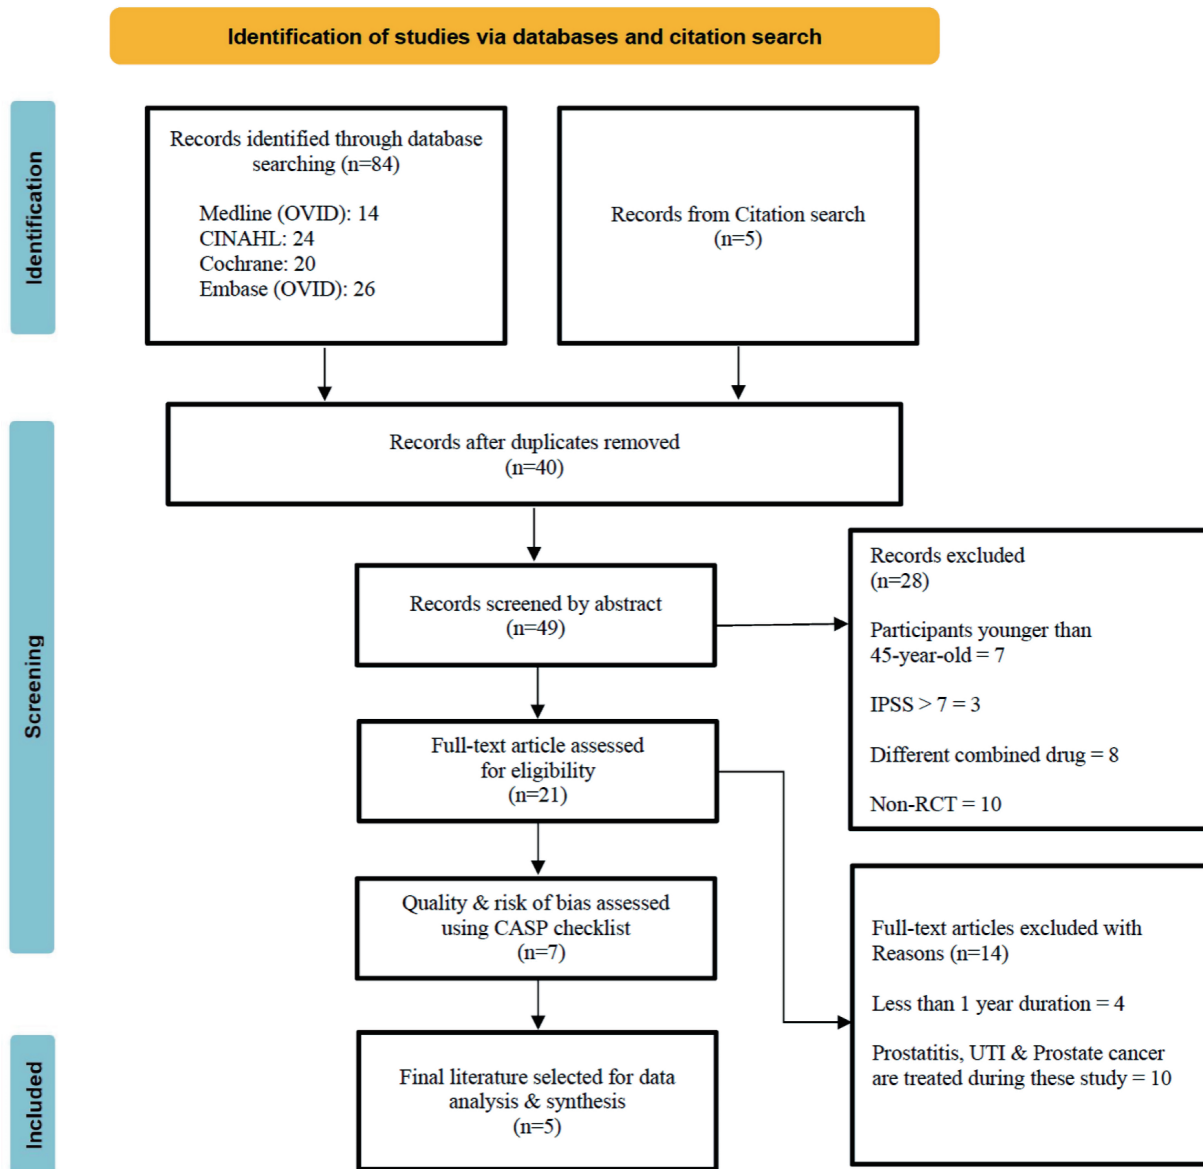 Identification of studies via databases and citation search
Identification
Records identified through database
searching (n=84)
Medline (OVID): 14
CINAHL: 24
Cochrane: 20
Embase (OVID): 26
Records from Citation search
(n=5)
Screening
Records after duplicates removed
(n=40)
Records screened by abstract
(n=49)
Records excluded
(n=28)
Participants younger than
45-year-old = 7
IPSS > 7 = 3
Different combined drug = 8
Non-RCT = 10
Full-text article assessed
for eligibility
(n=21)
Quality & risk of bias assessed
using CASP checklist
(n=7)
Full-text articles excluded with
Reasons (n=14)
Less than 1 year duration = 4
Prostatitis, UTI & Prostate cancer
are treated during these study = 10
Included
Final literature selected for data
analysis & synthesis
(n=5)